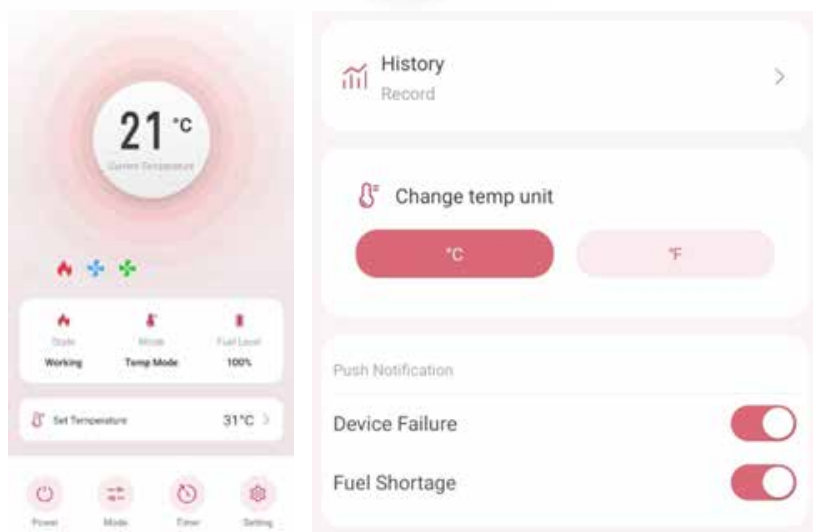 21 °C
Current Temperature
State Mode Fuel Level
Working Temp Mode 100%
Set Temperature 31°C
Power Mode Timer Setting
History
Record
Change temp unit
°C °F
Push Notification
Device Failure
Fuel Shortage